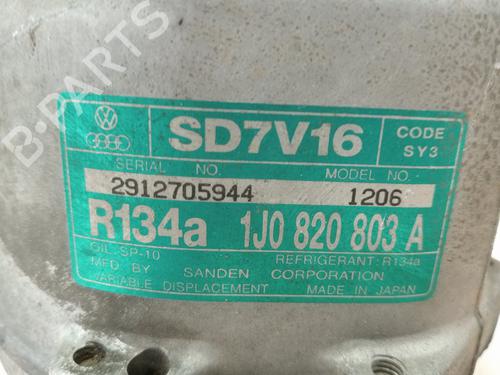 B-PARTS
SD7V16
CODE
SY3
SERIAL NO.
MODEL NO.
2912705944
1206
R134a
1J0 820 803 A
OIL:SP-10
REFRIGERANT:R134a
MFD BY SANDEN CORPORATION
VARIABLE DISPLACEMENT
MADE IN JAPAN